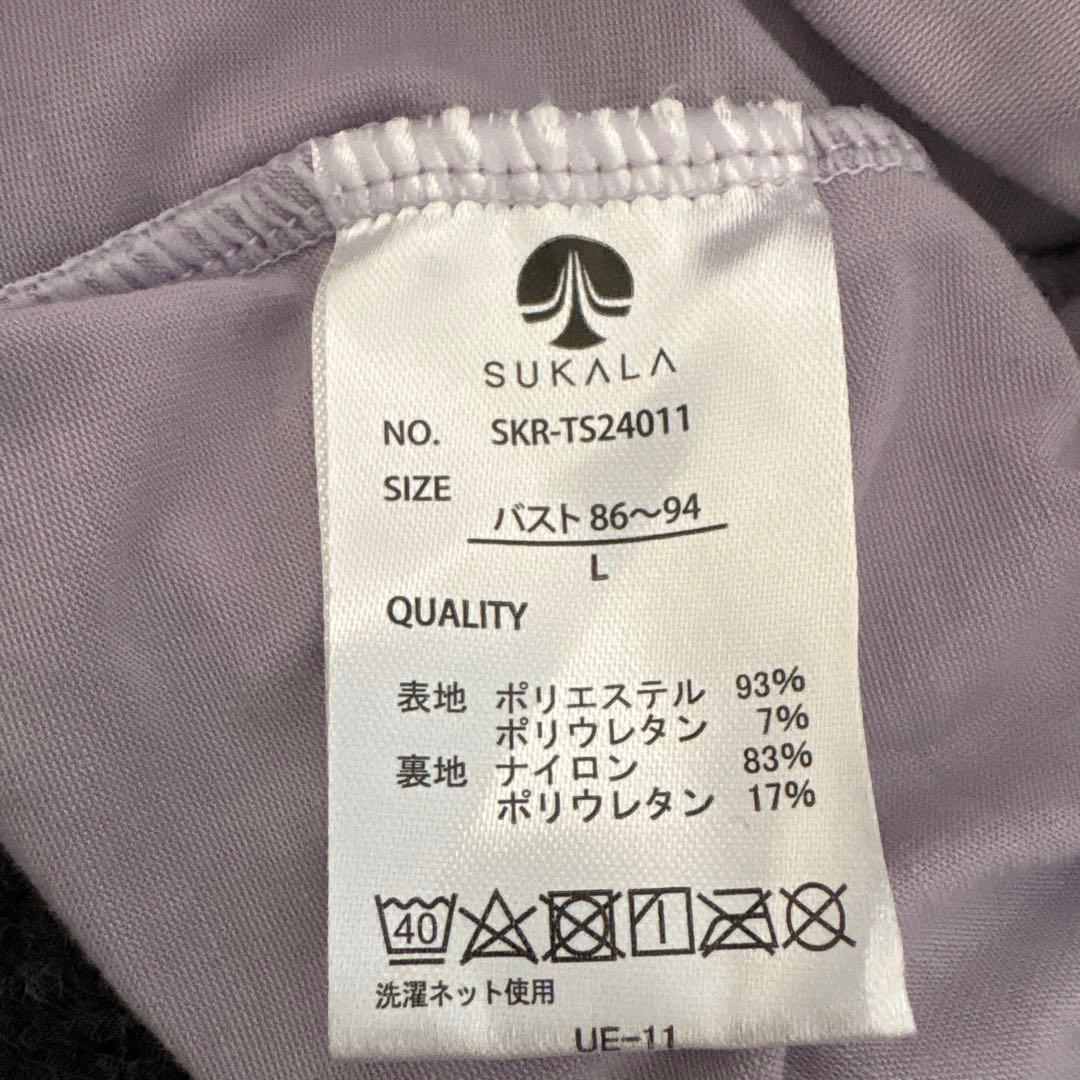 SUKALA
NO. SKR-TS24011
SIZE
バスト 86〜94
L
QUALITY
表地 ポリエステル 93%
ポリウレタン 7%
裏地 ナイロン 83%
ポリウレタン 17%
40
洗濯ネット使用
UE-11